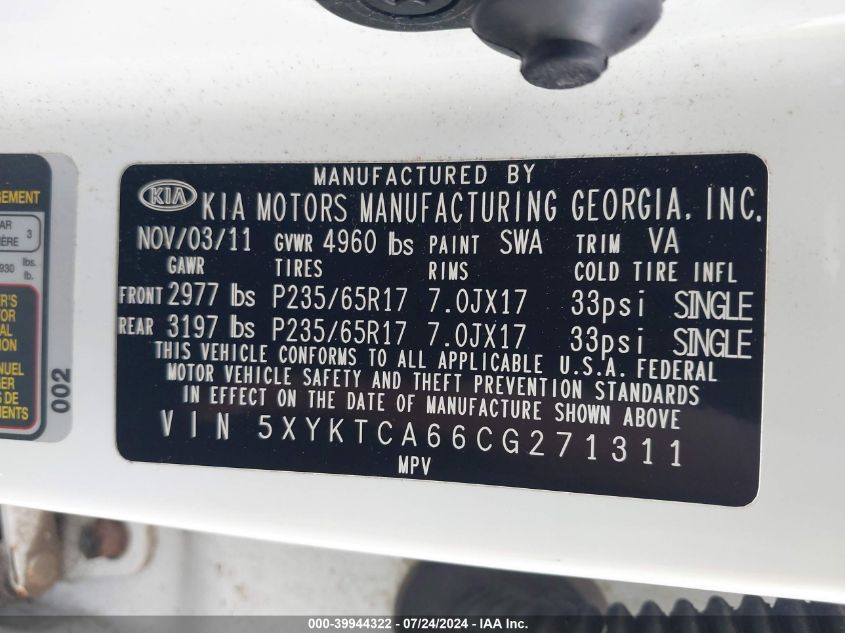 MANUFACTURED BY
KIA KIA MOTORS MANUFACTURING GEORGIA, INC.
NOV/03/11 GVWR 4960 lbs PAINT SWA TRIM VA
GAWR TIRES RIMS COLD TIRE INFL
FRONT 2977 lbs P235/65R17 7.0JX17 33psi SINGLE
REAR 3197 lbs P235/65R17 7.0JX17 33psi SINGLE
THIS VEHICLE CONFORMS TO ALL APPLICABLE U.S.A. FEDERAL
MOTOR VEHICLE SAFETY AND THEFT PREVENTION STANDARDS
IN EFFECT ON THE DATE OF MANUFACTURE SHOWN ABOVE
VIN 5XYKTCA66CG271311
MPV
3
lbs.
lb.
002
000-39944322 - 07/24/2024 - IAA Inc.